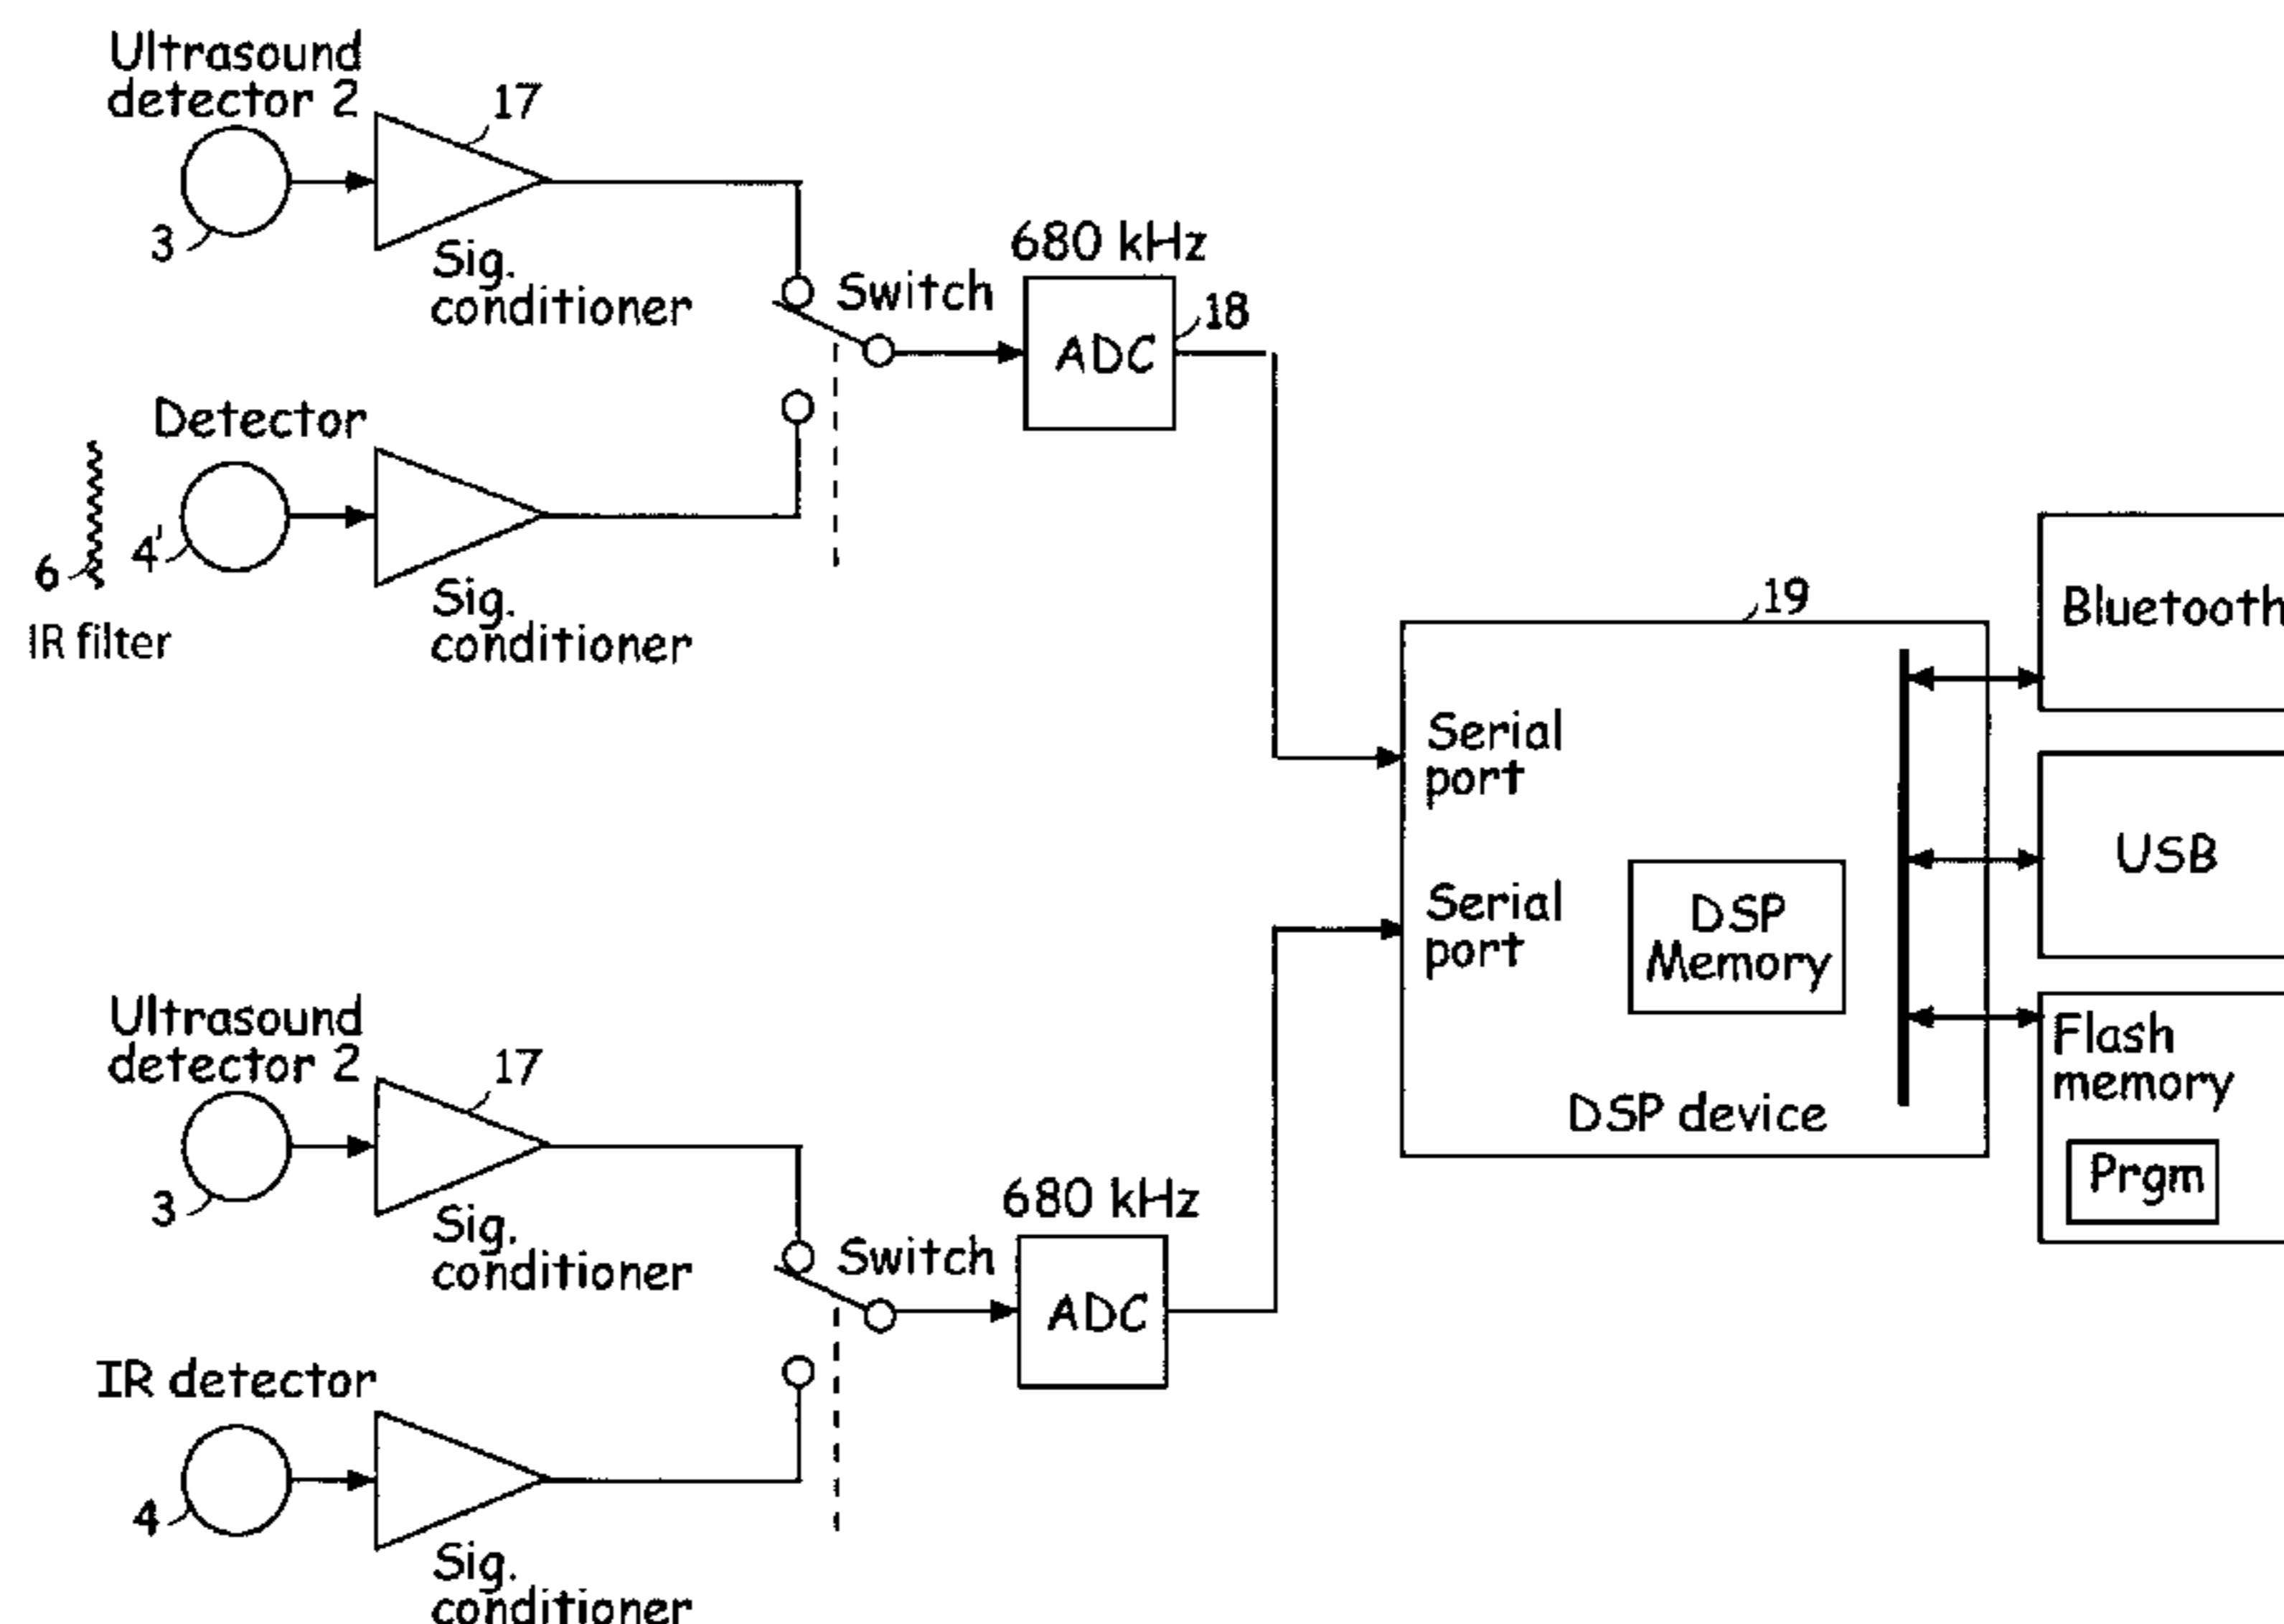 Ultrasound
detector 2
17
3
Sig.
conditioner
Switch
680 kHz
ADC
18
Detector
4'
6
IR filter
Sig.
conditioner
19
Serial
port
Serial
port
DSP
Memory
DSP device
Bluetooth
USB
Flash
memory
Prgm
Ultrasound
detector 2
17
3
Sig.
conditioner
Switch
680 kHz
ADC
IR detector
4
Sig.
conditioner